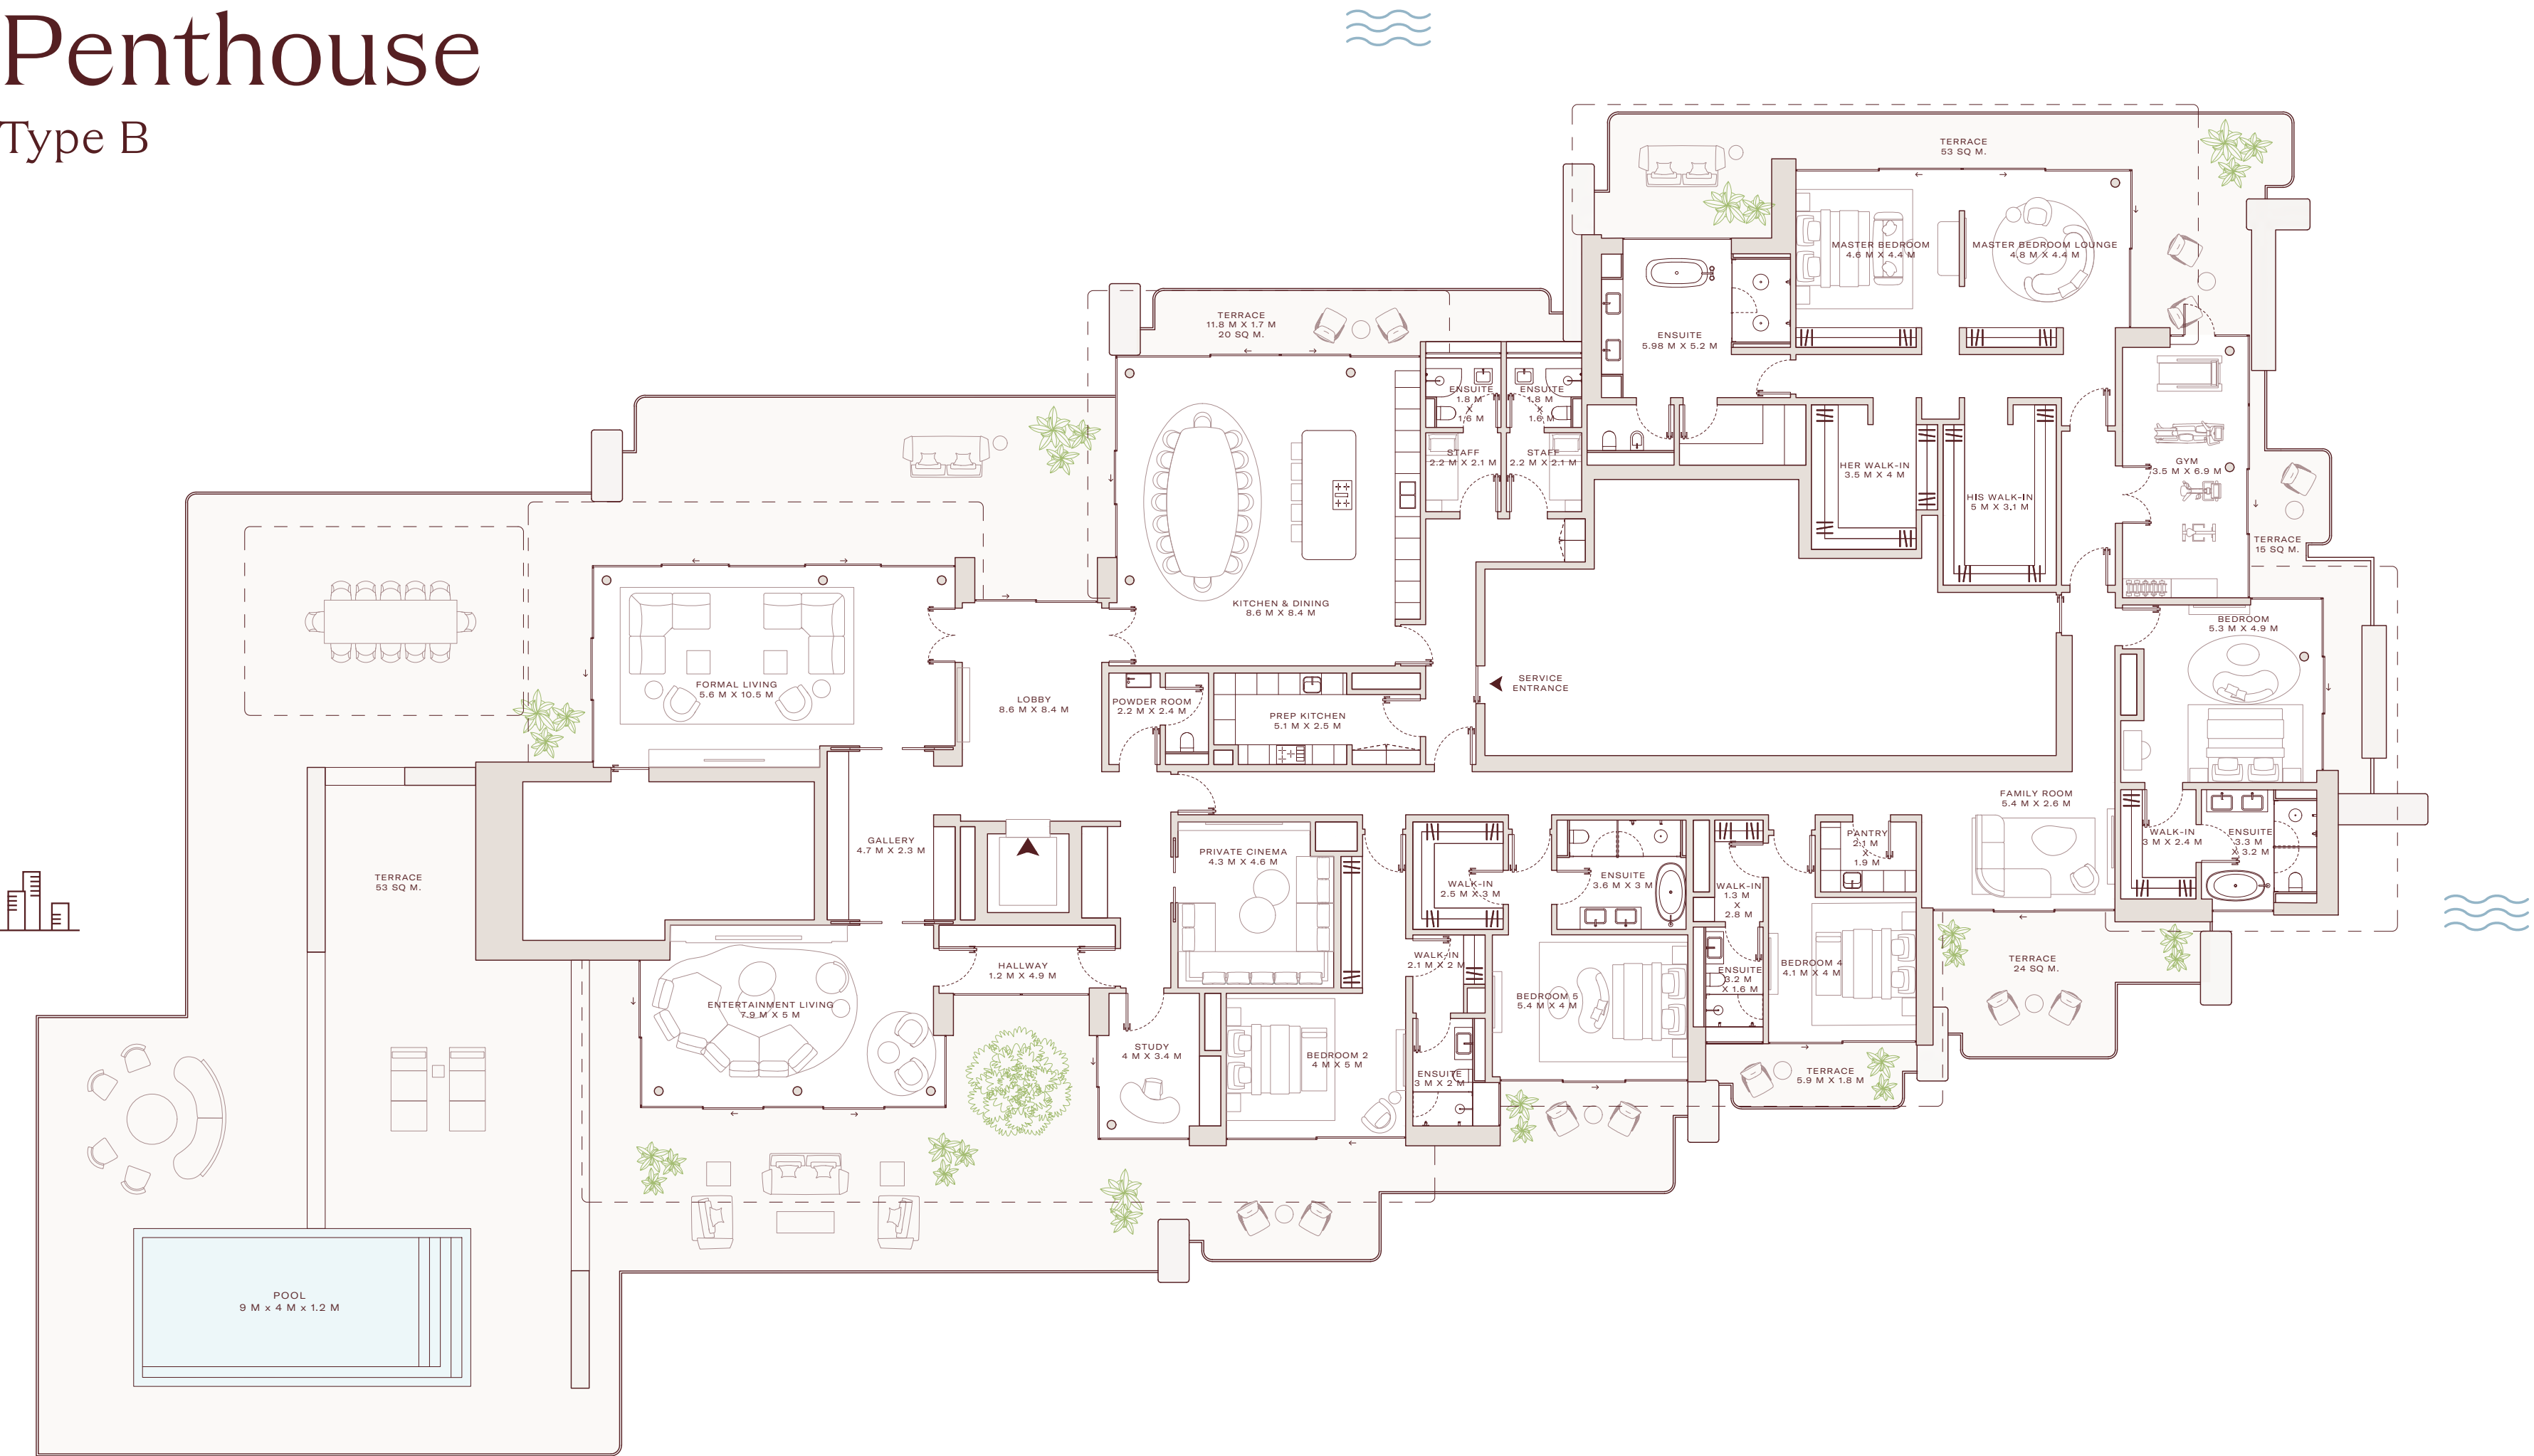 Penthouse
Type B
TERRACE
53 SQ M.
MASTER BEDROOM
4.6 M X 4.4 M
MASTER BEDROOM LOUNGE
4.8 M X 4.4 M
TERRACE
11.8 M X 1.7 M
20 SQ M.
ENSUITE
5.98 M X 5.2 M
ENSUITE
1.8 M
X
1.6 M
ENSUITE
1.8 M
X
1.6 M
STAFF
2.2 M X 2.1 M
STAFF
2.2 M X 2.1 M
HER WALK-IN
3.5 M X 4 M
HIS WALK-IN
5 M X 3.1 M
GYM
3.5 M X 6.9 M
TERRACE
15 SQ M.
KITCHEN & DINING
8.6 M X 8.4 M
BEDROOM
5.3 M X 4.9 M
FORMAL LIVING
5.6 M X 10.5 M
LOBBY
8.6 M X 8.4 M
POWDER ROOM
2.2 M X 2.4 M
PREP KITCHEN
5.1 M X 2.5 M
SERVICE
ENTRANCE
FAMILY ROOM
5.4 M X 2.6 M
GALLERY
4.7 M X 2.3 M
PRIVATE CINEMA
4.3 M X 4.6 M
PANTRY
2.1 M
X
1.9 M
WALK-IN
3 M X 2.4 M
ENSUITE
3.3 M
X 3.2 M
TERRACE
53 SQ M.
WALK-IN
2.5 M X 3 M
ENSUITE
3.6 M X 3 M
WALK-IN
1.3 M
X
2.8 M
HALLWAY
1.2 M X 4.9 M
WALK-IN
2.1 M X 2 M
ENSUITE
3.2 M
X 1.6 M
BEDROOM 4
4.1 M X 4 M
TERRACE
24 SQ M.
ENTERTAINMENT LIVING
7.9 M X 5 M
BEDROOM 5
5.4 M X 4 M
STUDY
4 M X 3.4 M
BEDROOM 2
4 M X 5 M
ENSUITE
3 M X 2 M
TERRACE
5.9 M X 1.8 M
POOL
9 M x 4 M x 1.2 M